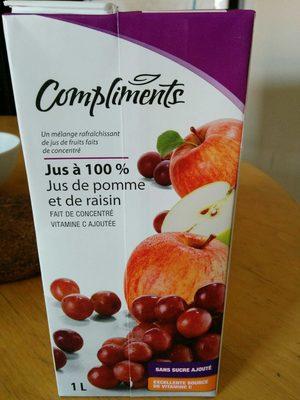 Compliments
Un mélange rafraîchissant
de jus de fruits faits
de concentré
Jus à 100 %
Jus de pomme
et de raisin
FAIT DE CONCENTRÉ
VITAMINE C AJOUTÉE
SANS SUCRE AJOUTÉ
EXCELLENTE SOURCE
DE VITAMINE C
1 L